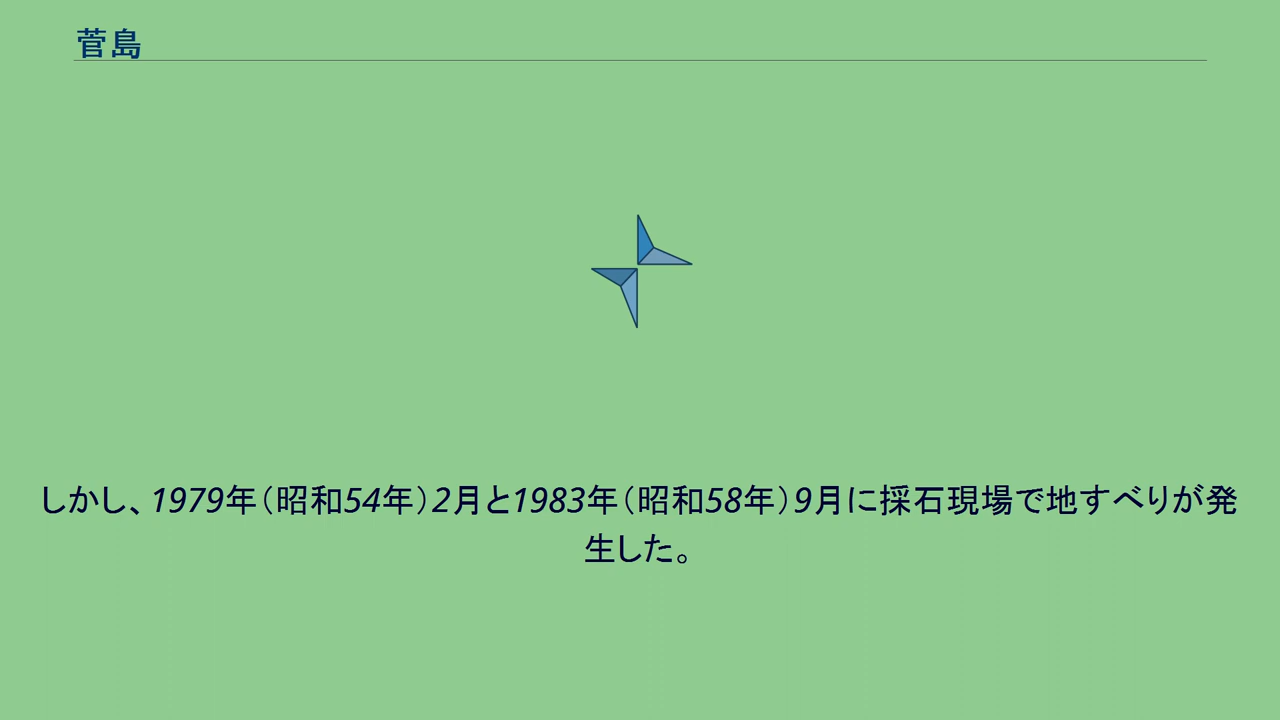 菅島
しかし、1979年（昭和54年）2月と1983年（昭和58年）9月に採石現場で地すべりが発
生した。